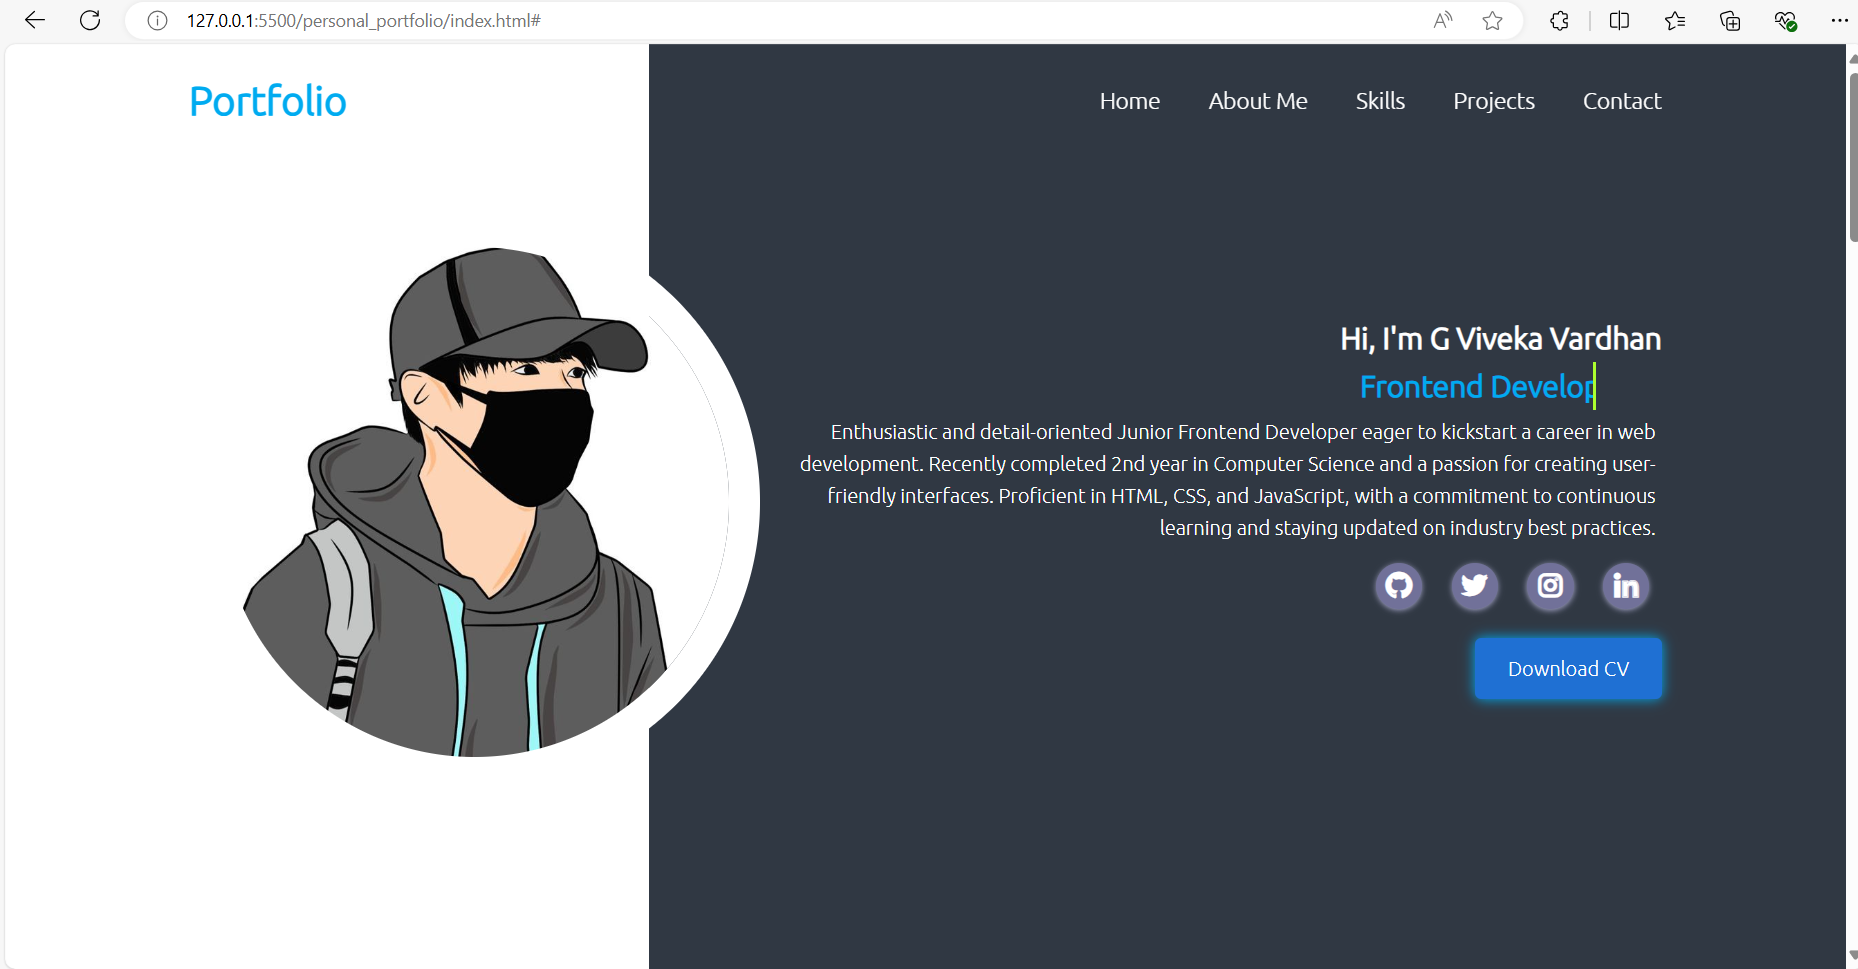 127.0.0.1:5500/personal_portfolio/index.html#
Portfolio
Home About Me Skills Projects Contact
Hi, I'm G Viveka Vardhan
Frontend Develop
Enthusiastic and detail-oriented Junior Frontend Developer eager to kickstart a career in web
development. Recently completed 2nd year in Computer Science and a passion for creating user-
friendly interfaces. Proficient in HTML, CSS, and JavaScript, with a commitment to continuous
learning and staying updated on industry best practices.
Download CV